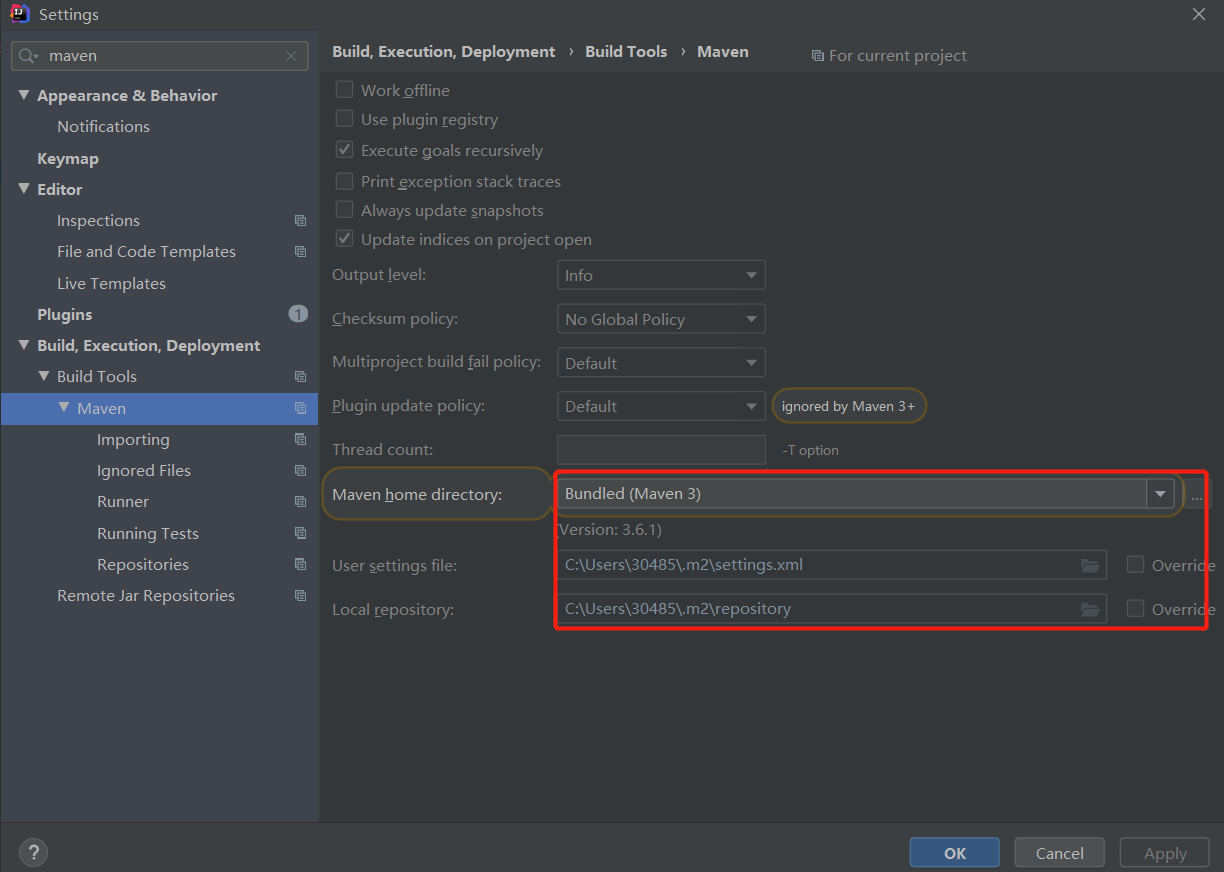 Settings
maven
Build, Execution, Deployment › Build Tools › Maven For current project
Appearance & Behavior
Notifications
Keymap
Editor
Inspections
File and Code Templates
Live Templates
Plugins 1
Build, Execution, Deployment
Build Tools
Maven
Importing
Ignored Files
Runner
Running Tests
Repositories
Remote Jar Repositories
Work offline
Use plugin registry
Execute goals recursively
Print exception stack traces
Always update snapshots
Update indices on project open
Output level: Info
Checksum policy: No Global Policy
Multiproject build fail policy: Default
Plugin update policy: Default ignored by Maven 3+
Thread count: -T option
Maven home directory: Bundled (Maven 3) ...
(Version: 3.6.1)
User settings file: C:\Users\30485\.m2\settings.xml Override
Local repository: C:\Users\30485\.m2\repository Override
? OK Cancel Apply